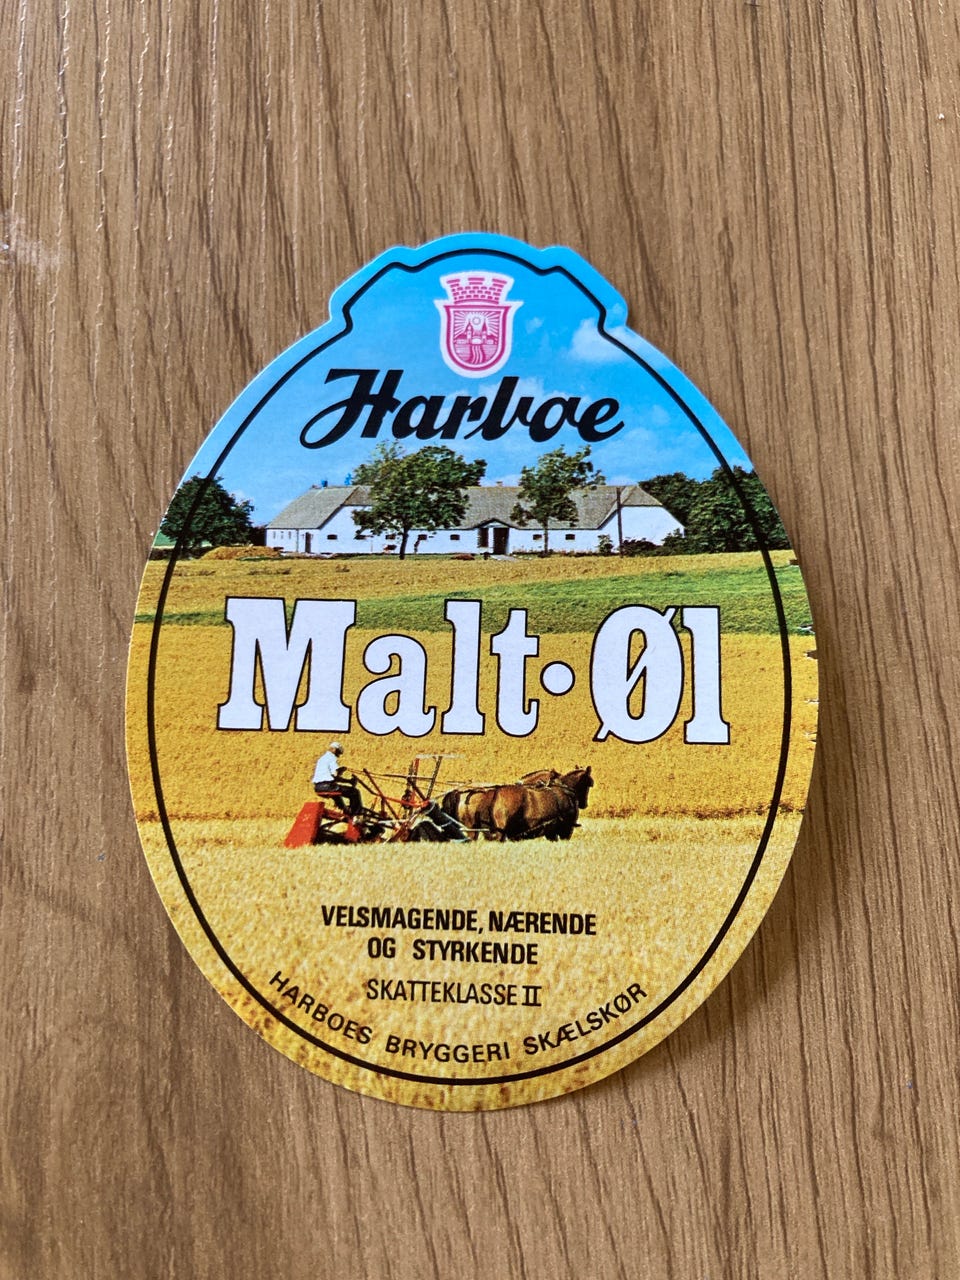 Harboe
Malt·Øl
VELSMAGENDE, NÆRENDE
OG STYRKENDE
SKATTEKLASSE II
HARBOES BRYGGERI SKÆLSKØR